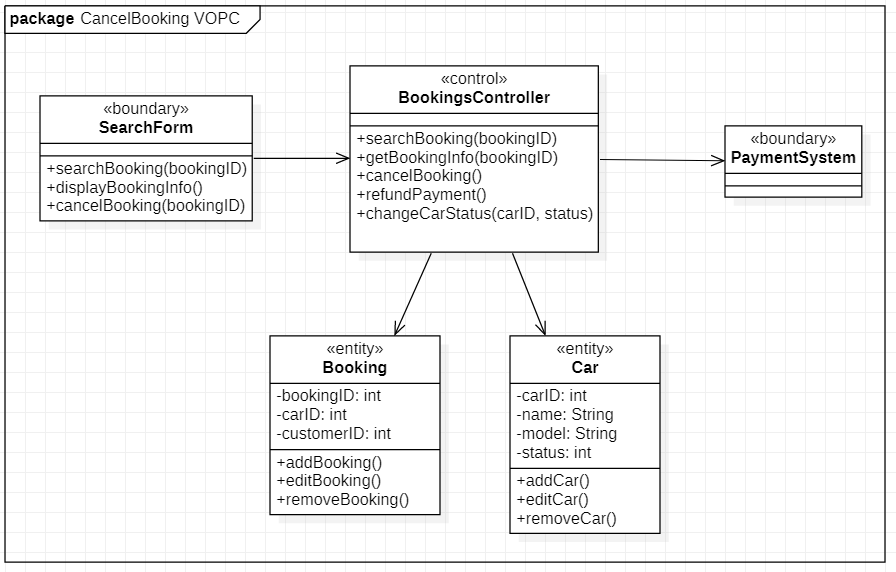 package CancelBooking VOPC
«boundary»
SearchForm
+searchBooking(bookingID)
+displayBookingInfo()
+cancelBooking(bookingID)
«control»
BookingsController
+searchBooking(bookingID)
+getBookingInfo(bookingID)
+cancelBooking()
+refundPayment()
+changeCarStatus(carID, status)
«boundary»
PaymentSystem
«entity»
Booking
-bookingID: int
-carID: int
-customerID: int
+addBooking()
+editBooking()
+removeBooking()
«entity»
Car
-carID: int
-name: String
-model: String
-status: int
+addCar()
+editCar()
+removeCar()